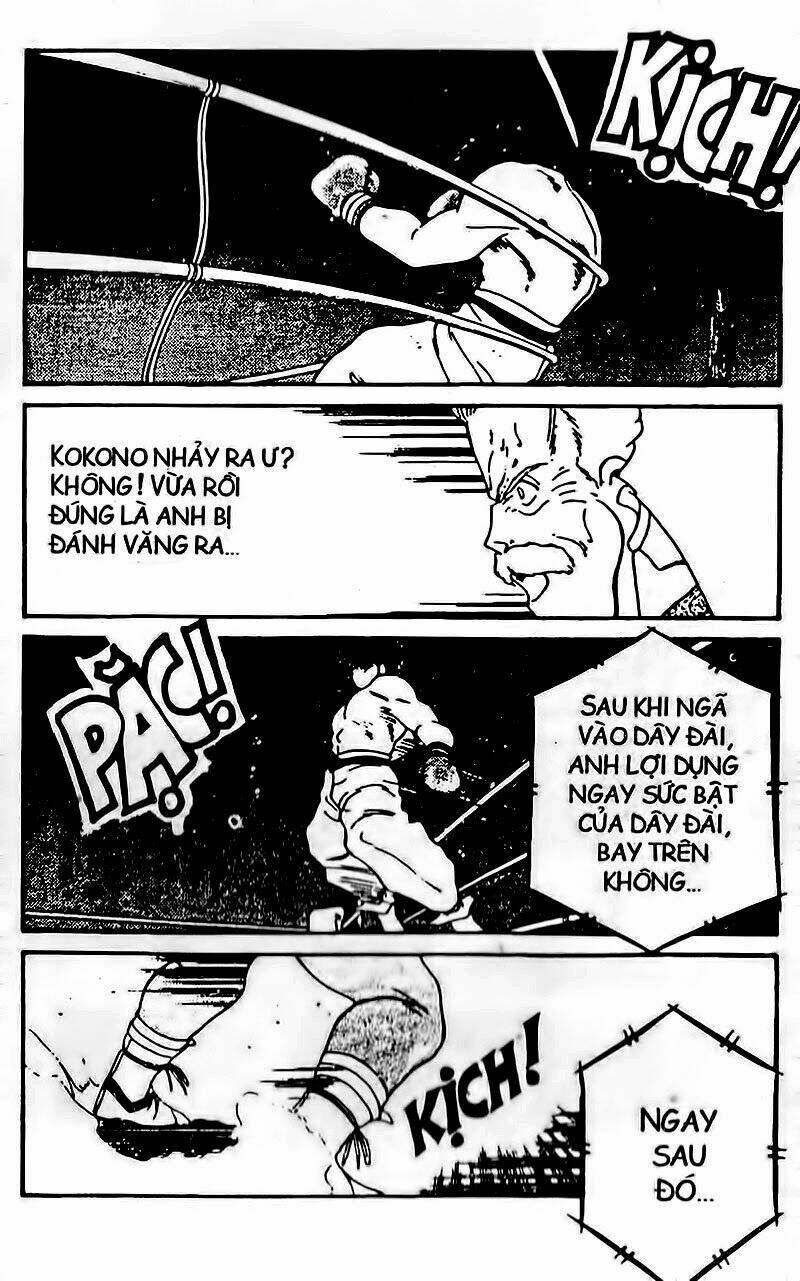 KỊCH!
KOKONO NHẢY RA Ư?
KHÔNG! VỪA RỒI
ĐÚNG LÀ ANH BỊ
ĐÁNH VĂNG RA...
PẶC!
SAU KHI NGÃ
VÀO DÂY ĐÀI,
ANH LỢI DỤNG
NGAY SỨC BẬT
CỦA DÂY ĐÀI,
BAY TRÊN
KHÔNG...
KỊCH!
NGAY
SAU
ĐÓ...